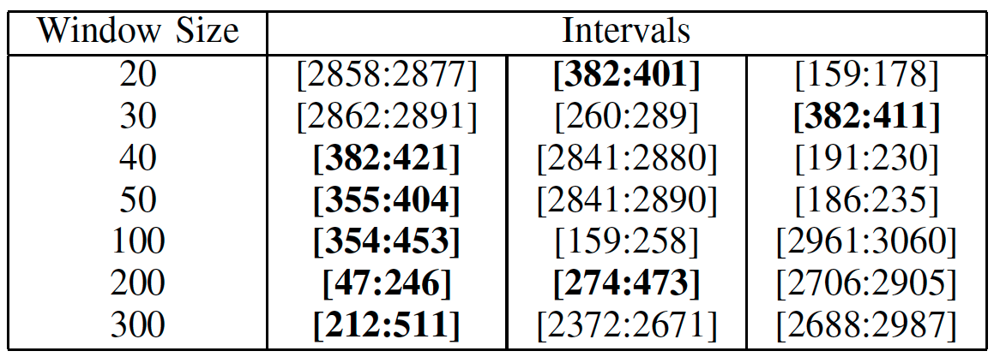 Window Size Intervals
20 [2858:2877] [382:401] [159:178]
30 [2862:2891] [260:289] [382:411]
40 [382:421] [2841:2880] [191:230]
50 [355:404] [2841:2890] [186:235]
100 [354:453] [159:258] [2961:3060]
200 [47:246] [274:473] [2706:2905]
300 [212:511] [2372:2671] [2688:2987]